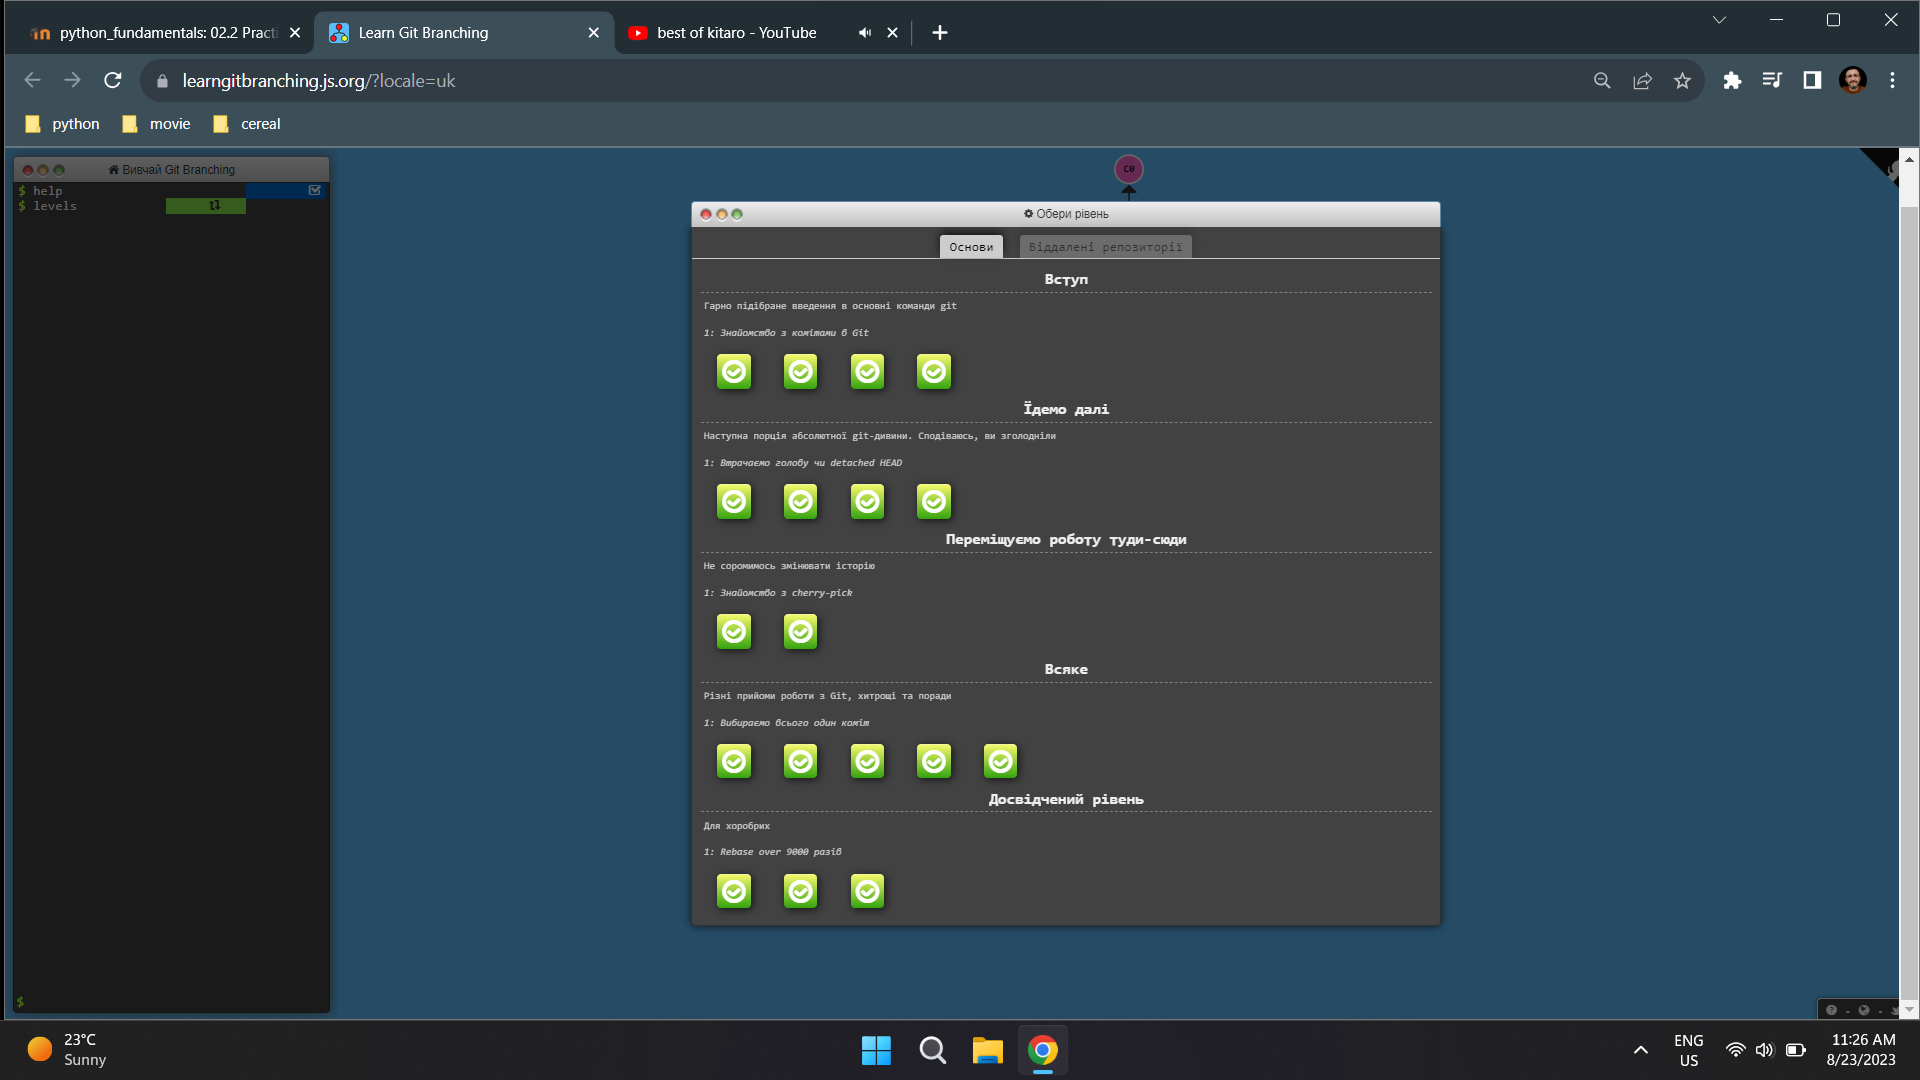 python_fundamentals: 02.2 Practi
Learn Git Branching
best of kitaro - YouTube
learngitbranching.js.org/?locale=uk
python
movie
cereal
Вивчай Git Branching
$ help
$ levels
$
C0
Обери рівень
Основи
Віддалені репозиторії
Вступ
Гарно підібране введення в основні команди git
1: Знайомство з комітами в Git
Їдемо далі
Наступна порція абсолютної git-дивини. Сподіваюсь, ви зголодніли
1: Втрачаємо голову чи detached HEAD
Переміщуємо роботу туди-сюди
Не соромимось змінювати історію
1: Знайомство з cherry-pick
Всяке
Різні прийоми роботи з Git, хитрощі та поради
1: Вибираємо всього один коміт
Досвідчений рівень
Для хоробрих
1: Rebase over 9000 разів
23°C
Sunny
ENG
US
11:26 AM
8/23/2023